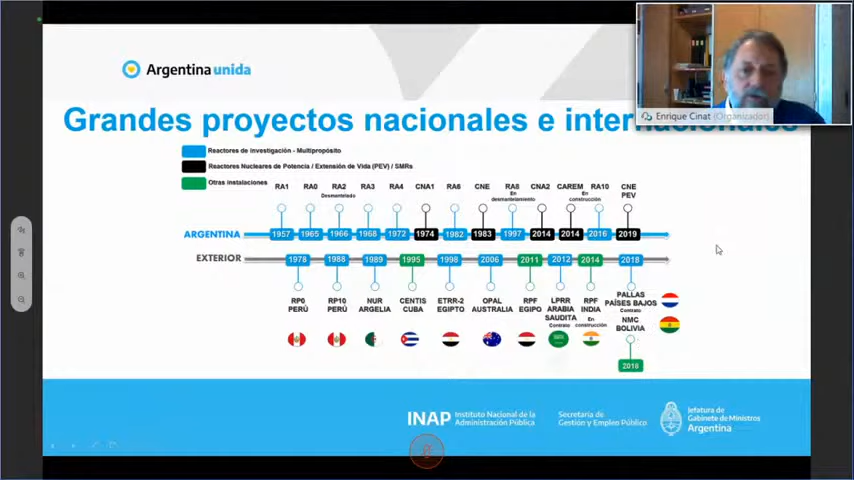 Argentina unida
Enrique Cinat (Organizador)
Grandes proyectos nacionales e internacionales
Reactores de Investigación - Multipropósito
Reactores Nucleares de Potencia / Extensión de Vida (PEV) / SMRs
Otras instalaciones
RA1 RA0 RA2 RA3 RA4 CNA1 RA6 CNE RA8 CNA2 CAREM RA10 CNE PEV
Desmantelado En desmantelamiento En construcción
ARGENTINA 1957 1965 1966 1968 1972 1974 1982 1983 1997 2014 2014 2016 2019
EXTERIOR 1978 1988 1989 1995 1998 2006 2011 2012 2014 2018
RP0 PERÚ
RP10 PERÚ
NUR ARGELIA
CENTIS CUBA
ETRR-2 EGIPTO
OPAL AUSTRALIA
RPF EGIPO
LPRR ARABIA SAUDITA
Contrato
RPF INDIA
En construcción
PALLAS PAÍSES BAJOS
Contrato
NMC BOLIVIA
2018
INAP Instituto Nacional de la Administración Pública
Secretaría de Gestión y Empleo Público
Jefatura de Gabinete de Ministros Argentina